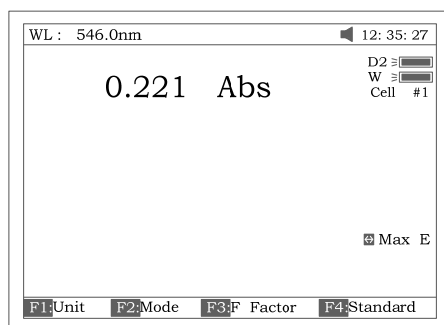 WL : 546.0nm 12: 35: 27
D2
W
0.221 Abs
Cell #1
Max E
F1:Unit F2:Mode F3:F Factor F4:Standard